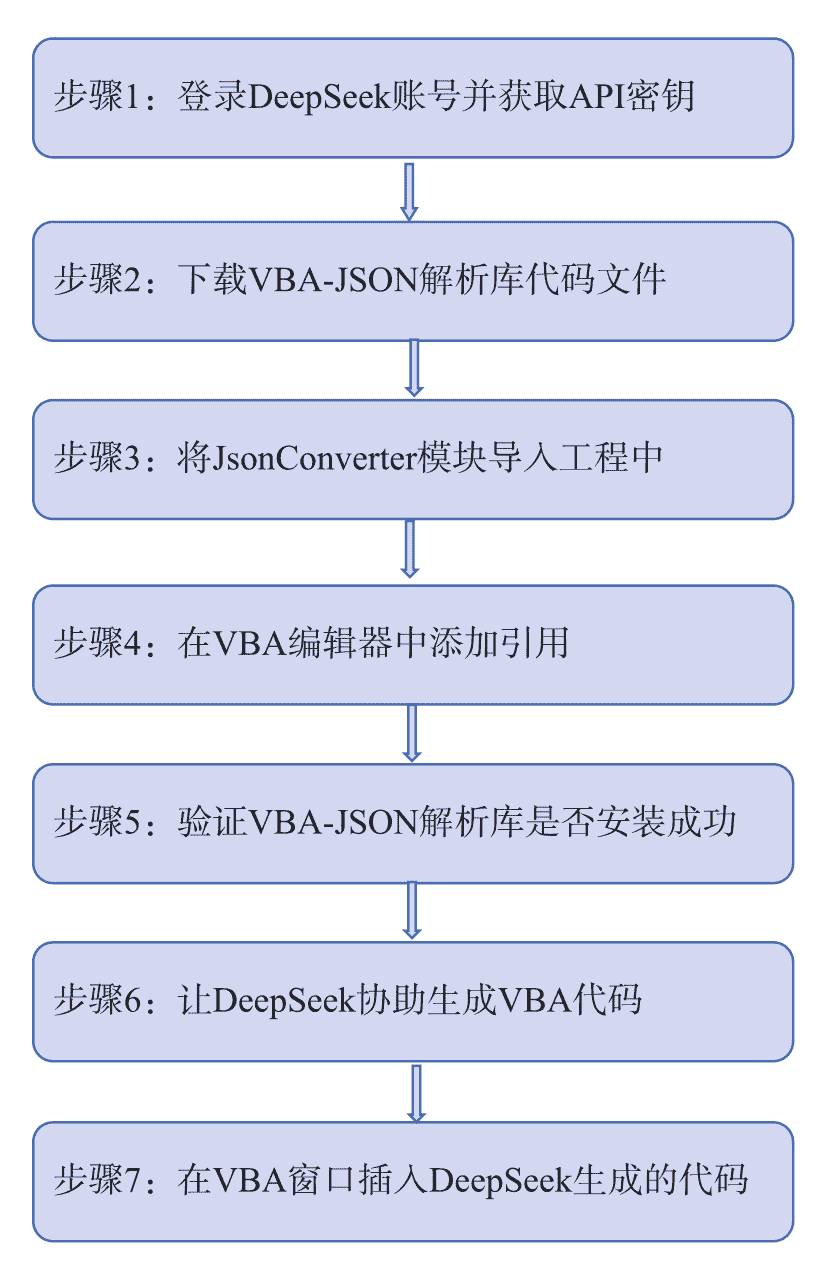 步骤1：登录DeepSeek账号并获取API密钥
步骤2：下载VBA-JSON解析库代码文件
步骤3：将JsonConverter模块导入工程中
步骤4：在VBA编辑器中添加引用
步骤5：验证VBA-JSON解析库是否安装成功
步骤6：让DeepSeek协助生成VBA代码
步骤7：在VBA窗口插入DeepSeek生成的代码